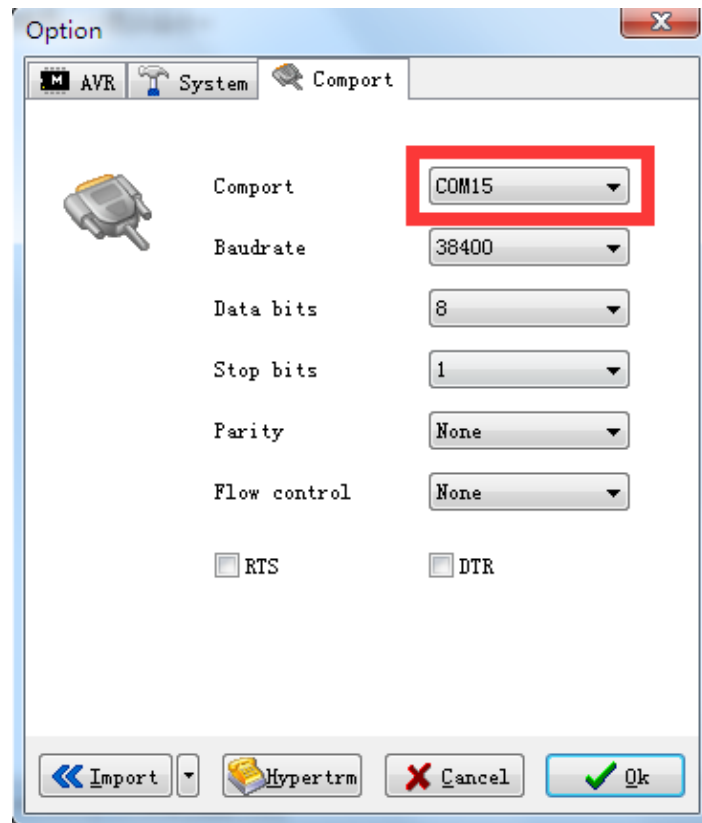 Option
AVR System Comport
Comport COM15
Baudrate 38400
Data bits 8
Stop bits 1
Parity None
Flow control None
RTS DTR
Import Hypertrm Cancel Ok